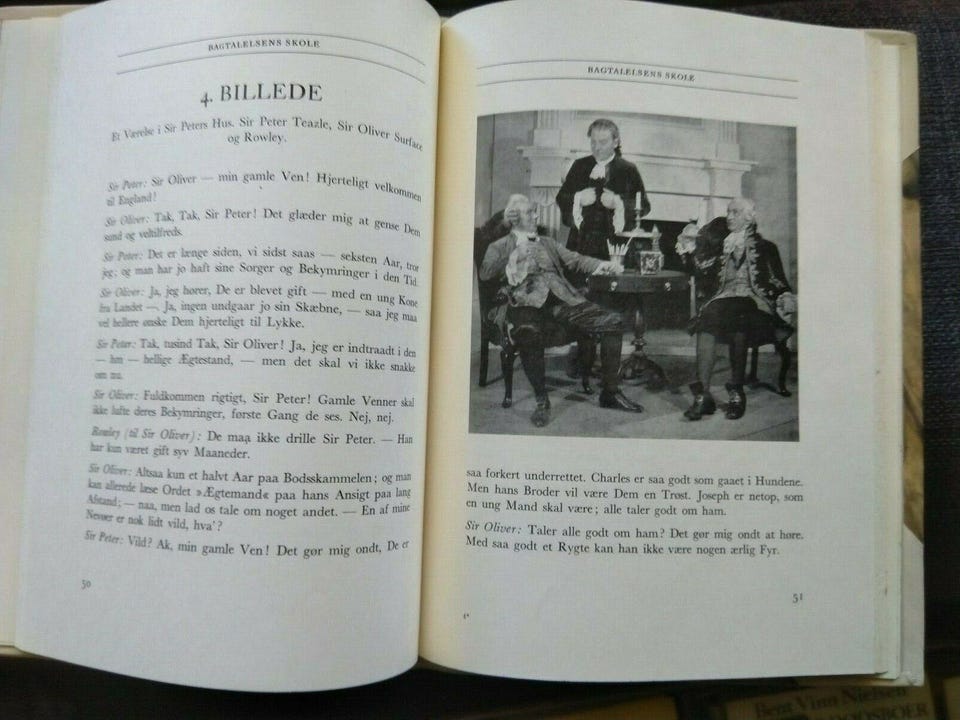 BAGTALELSENS SKOLE
4. BILLEDE
Et Værelse i Sir Peters Hus. Sir Peter Teazle, Sir Oliver Surface
og Rowley.
Sir Peter: Sir Oliver — min gamle Ven! Hjerteligt velkommen
til England!
Sir Oliver: Tak, Tak, Sir Peter! Det glæder mig at gense Dem
sund og veltilfreds.
Sir Peter: Det er længe siden, vi sidst saas — seksten Aar, tror
jeg; og man har jo haft sine Sorger og Bekymringer i den Tid.
Sir Oliver: Ja, jeg hører, De er blevet gift — med en ung Kone
fra Landet —. Ja, ingen undgaar jo sin Skæbne, — saa jeg maa
vel hellere ønske Dem hjerteligt til Lykke.
Sir Peter: Tak, tusind Tak, Sir Oliver! Ja, jeg er indtraadt i den
— hm — hellige Ægtestand, — men det skal vi ikke snakke
om nu.
Sir Oliver: Fuldkommen rigtigt, Sir Peter! Gamle Venner skal
ikke lufte deres Bekymringer, første Gang de ses. Nej, nej.
Rowley (til Sir Oliver): De maa ikke drille Sir Peter. — Han
har kun været gift syv Maaneder.
Sir Oliver: Altsaa kun et halvt Aar paa Bodsskammelen; og man
kan allerede læse Ordet »Ægtemand« paa hans Ansigt paa lang
Afstand; — naa, men lad os tale om noget andet. — En af mine
Nevøer er nok lidt vild, hva'?
Sir Peter: Vild? Ak, min gamle Ven! Det gør mig ondt, De er
50
BAGTALELSENS SKOLE
saa forkert underrettet. Charles er saa godt som gaaet i Hundene.
Men hans Broder vil være Dem en Trøst. Joseph er netop, som
en ung Mand skal være; alle taler godt om ham.
Sir Oliver: Taler alle godt om ham? Det gør mig ondt at høre.
Med saa godt et Rygte kan han ikke være nogen ærlig Fyr.
51
Bent Vinn Nielsen